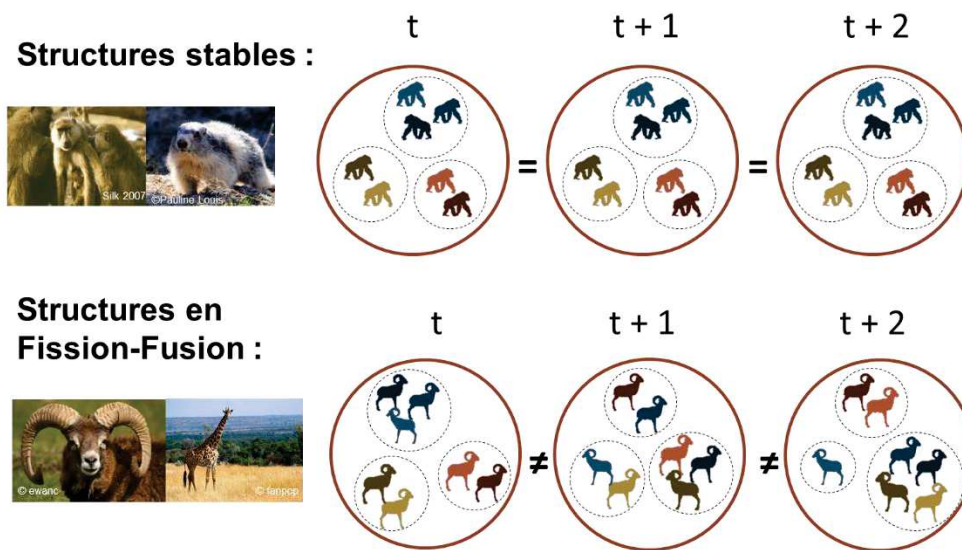 t
t + 1
t + 2
Structures stables :
Silk 2007
©Pauline Louis
=
=
Structures en
Fission-Fusion :
t
t + 1
t + 2
© ewanc
© fanpop
≠
≠